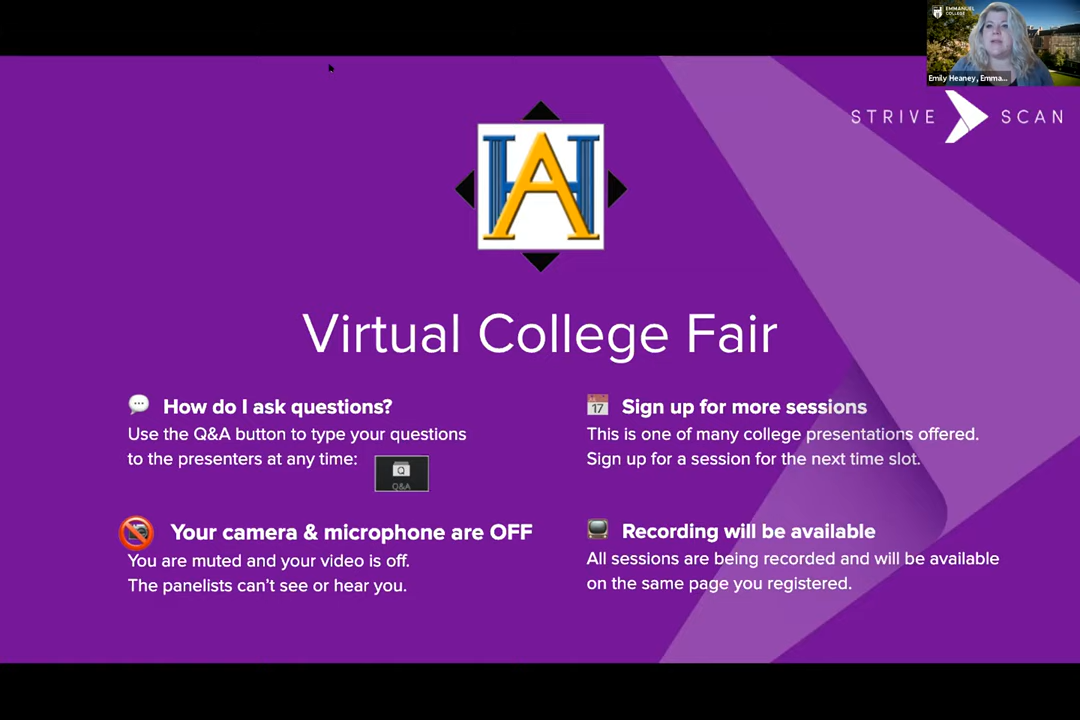 EMMANUEL
COLLEGE
Emily Heaney, Emma...
STRIVE SCAN
HA
Virtual College Fair
How do I ask questions?
Use the Q&A button to type your questions
to the presenters at any time:
Q
Q&A
Your camera & microphone are OFF
You are muted and your video is off.
The panelists can't see or hear you.
17
Sign up for more sessions
This is one of many college presentations offered.
Sign up for a session for the next time slot.
Recording will be available
All sessions are being recorded and will be available
on the same page you registered.